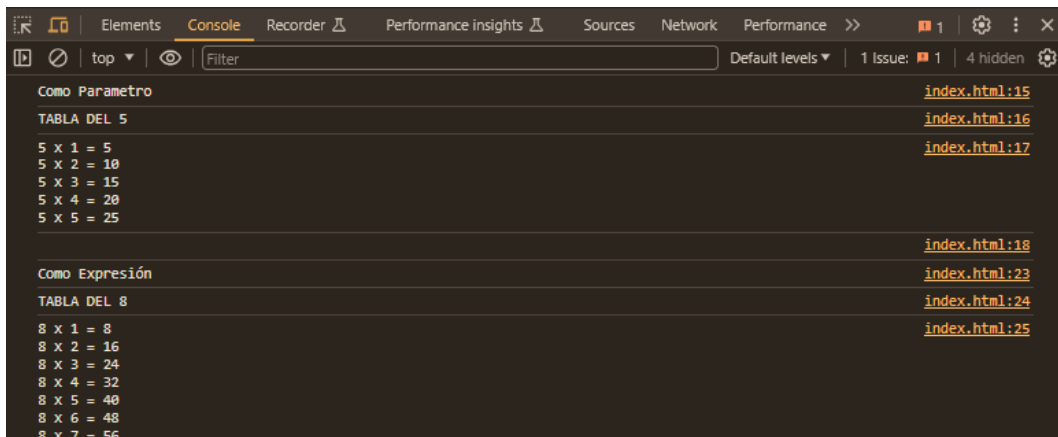 Elements Console Recorder Performance insights Sources Network Performance >> 1
top Filter Default levels 1 Issue: 1 4 hidden
Como Parametro index.html:15
TABLA DEL 5 index.html:16
5 x 1 = 5 index.html:17
5 x 2 = 10
5 x 3 = 15
5 x 4 = 20
5 x 5 = 25
index.html:18
Como Expresión index.html:23
TABLA DEL 8 index.html:24
8 x 1 = 8 index.html:25
8 x 2 = 16
8 x 3 = 24
8 x 4 = 32
8 x 5 = 40
8 x 6 = 48
8 x 7 = 56